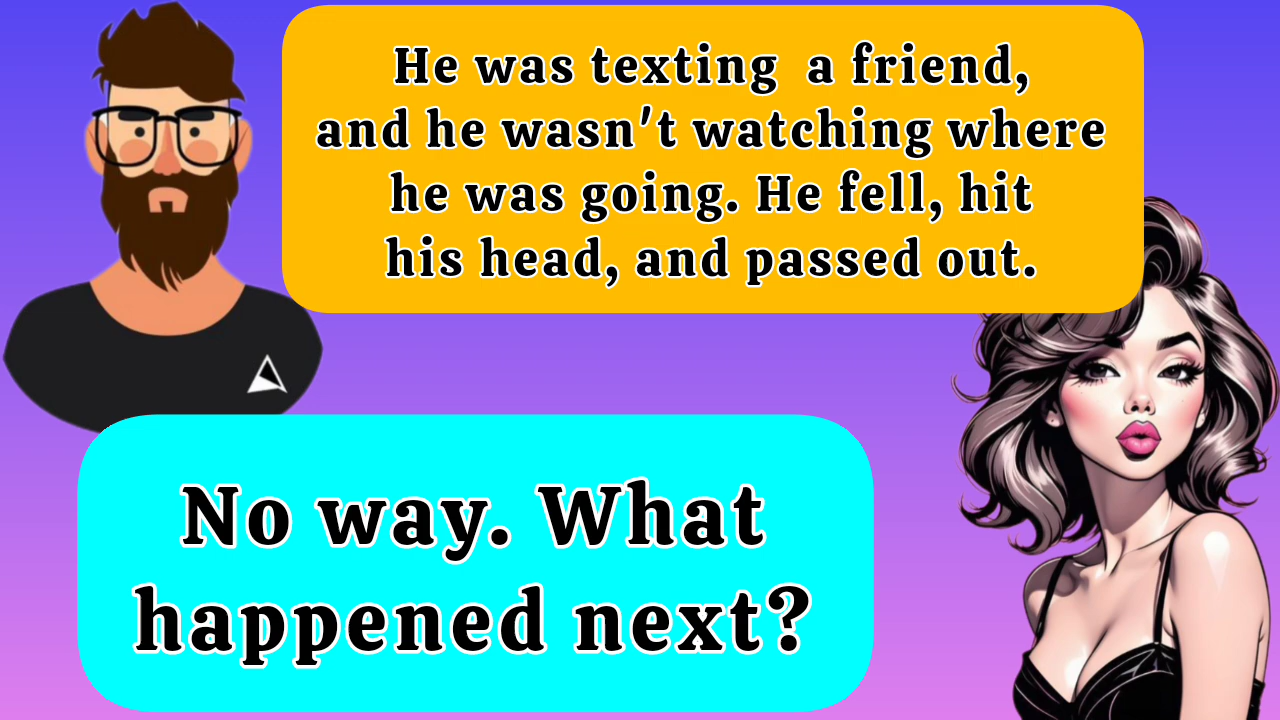 He was texting  a friend,
and he wasn't watching where
he was going. He fell, hit
his head, and passed out.
No way. What
happened next?